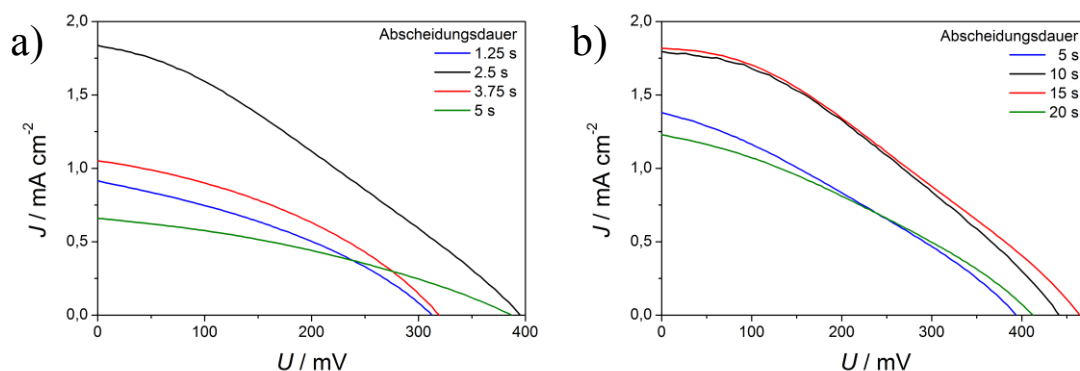 a)
Abscheidungsdauer
1.25 s
2.5 s
3.75 s
5 s
2,0
1,5
1,0
0,5
0,0
J / mA cm⁻²
0
100
200
300
400
U / mV
b)
Abscheidungsdauer
5 s
10 s
15 s
20 s
2,0
1,5
1,0
0,5
0,0
J / mA cm⁻²
0
100
200
300
400
U / mV